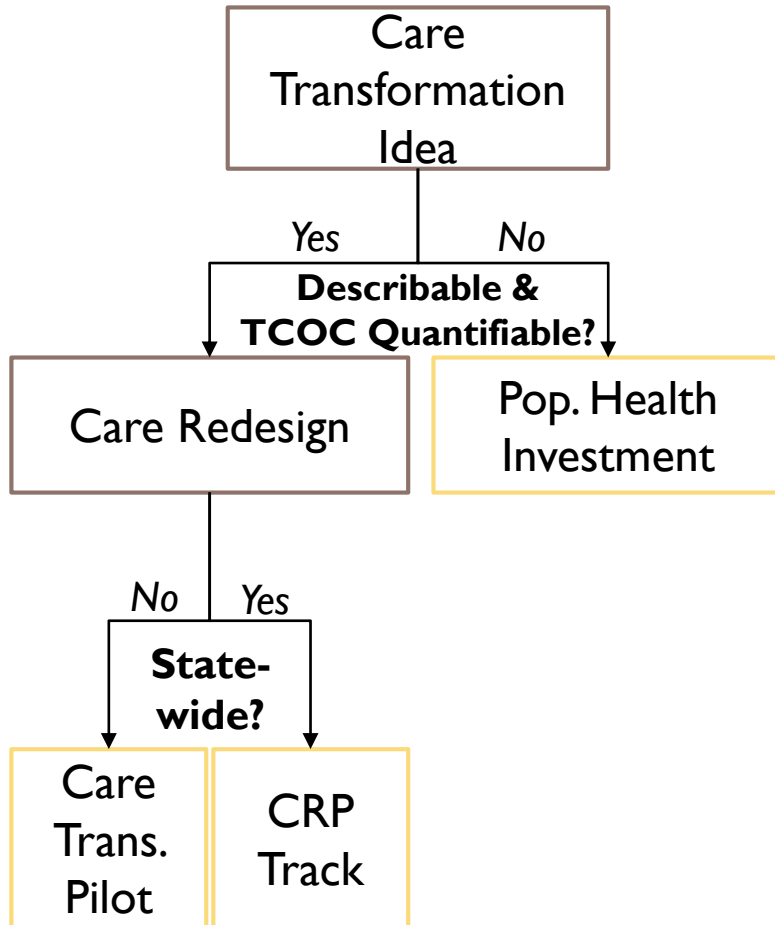 Care
Transformation
Idea
Yes
No
Describable &
TCOC Quantifiable?
Care Redesign
Pop. Health
Investment
No
Yes
State-
wide?
Care
Trans.
Pilot
CRP
Track